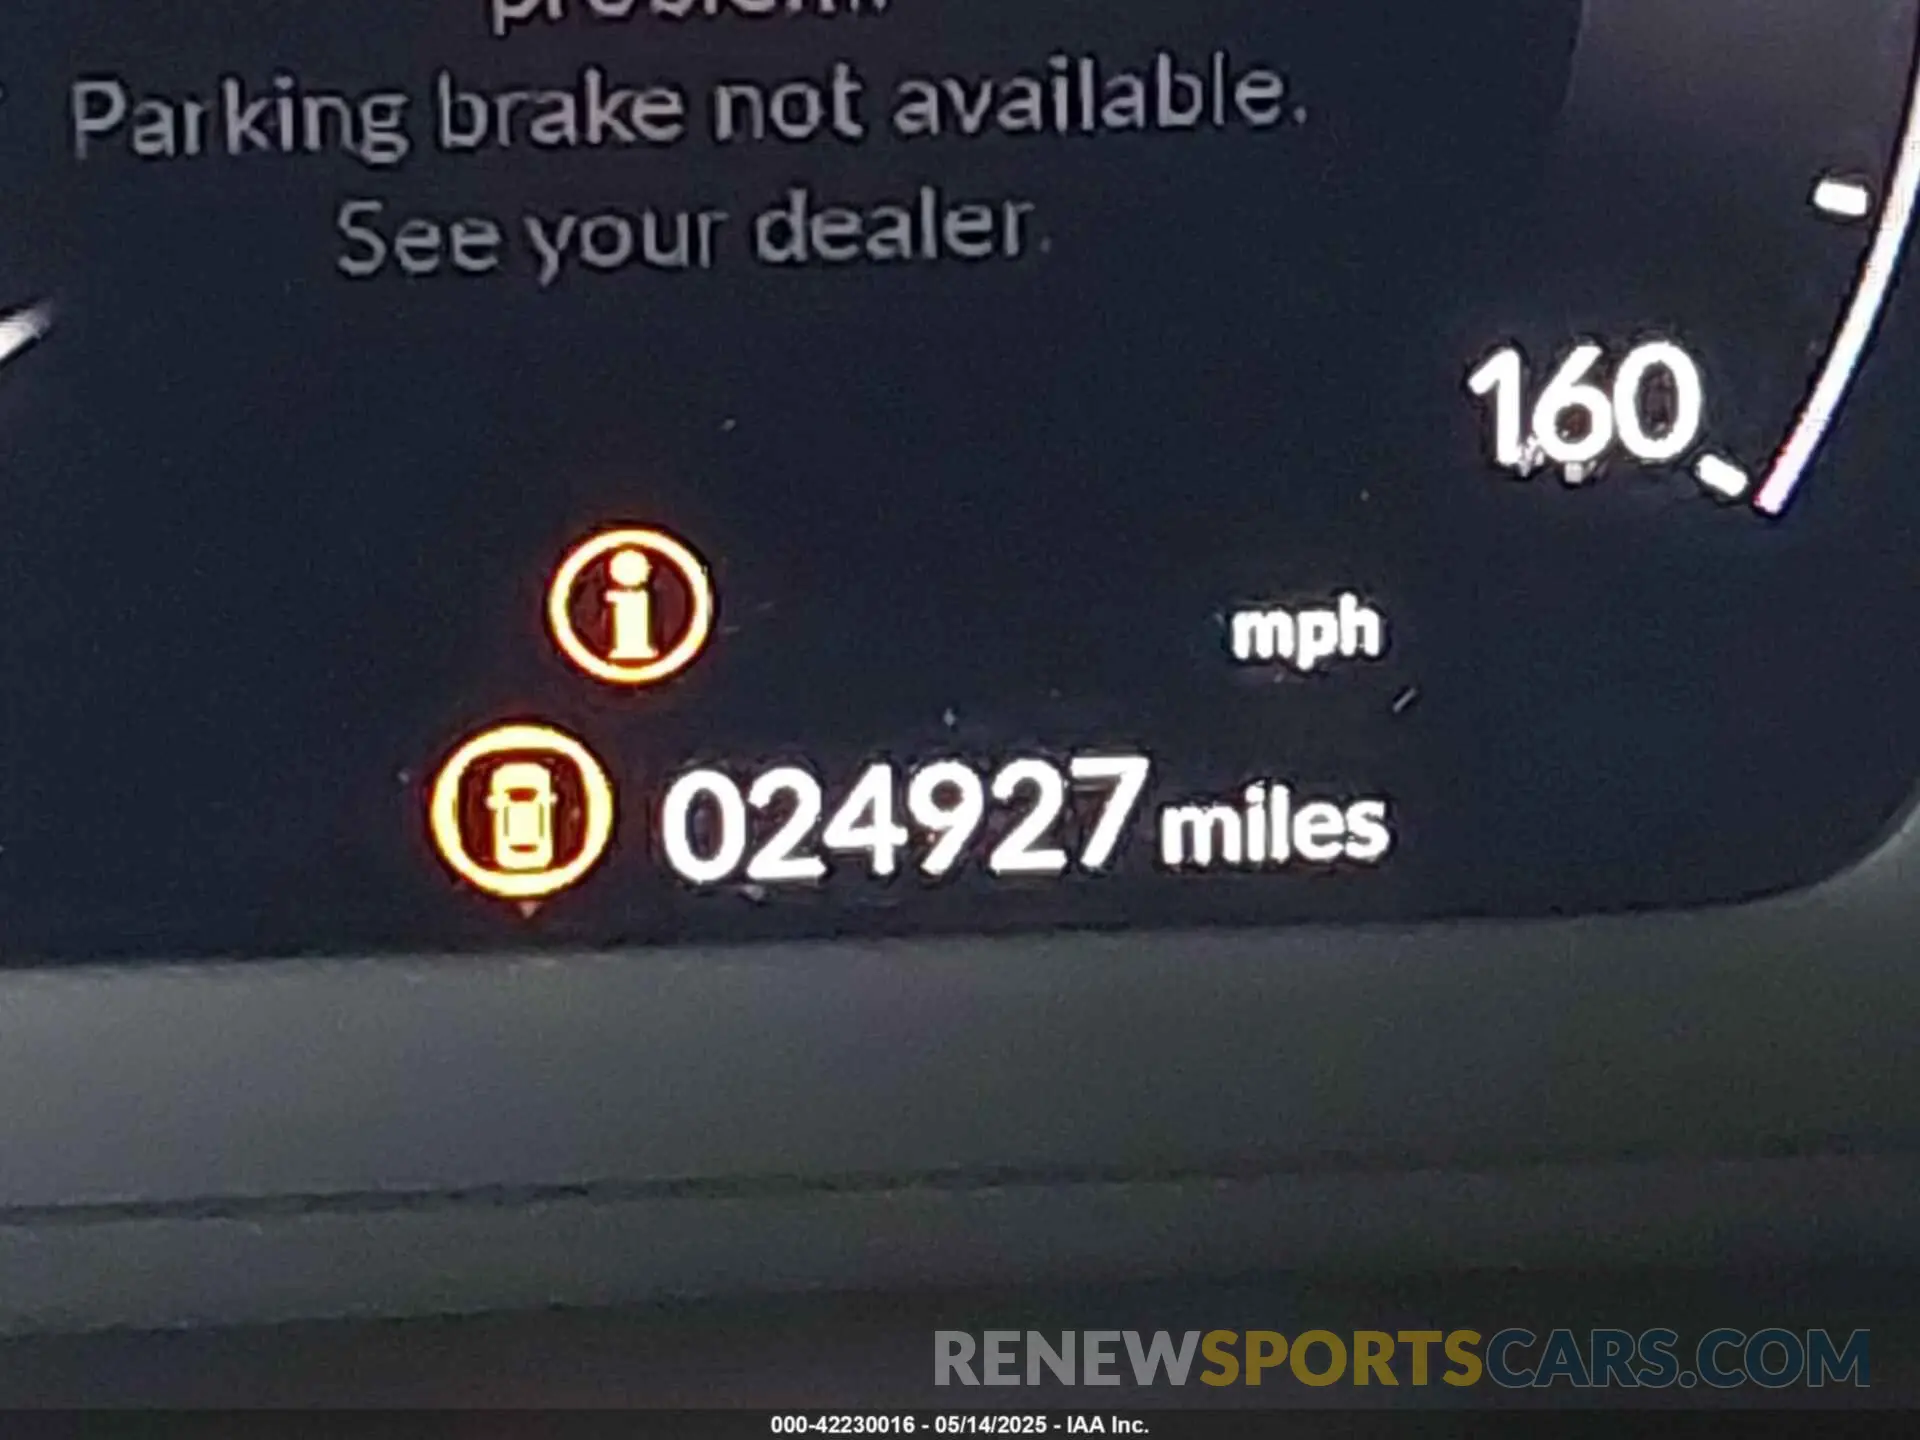 Parking brake not available.
See your dealer.
160
mph
024927 miles
RENEWSPORTSCARS.COM
000-42230016 - 05/14/2025 - IAA Inc.